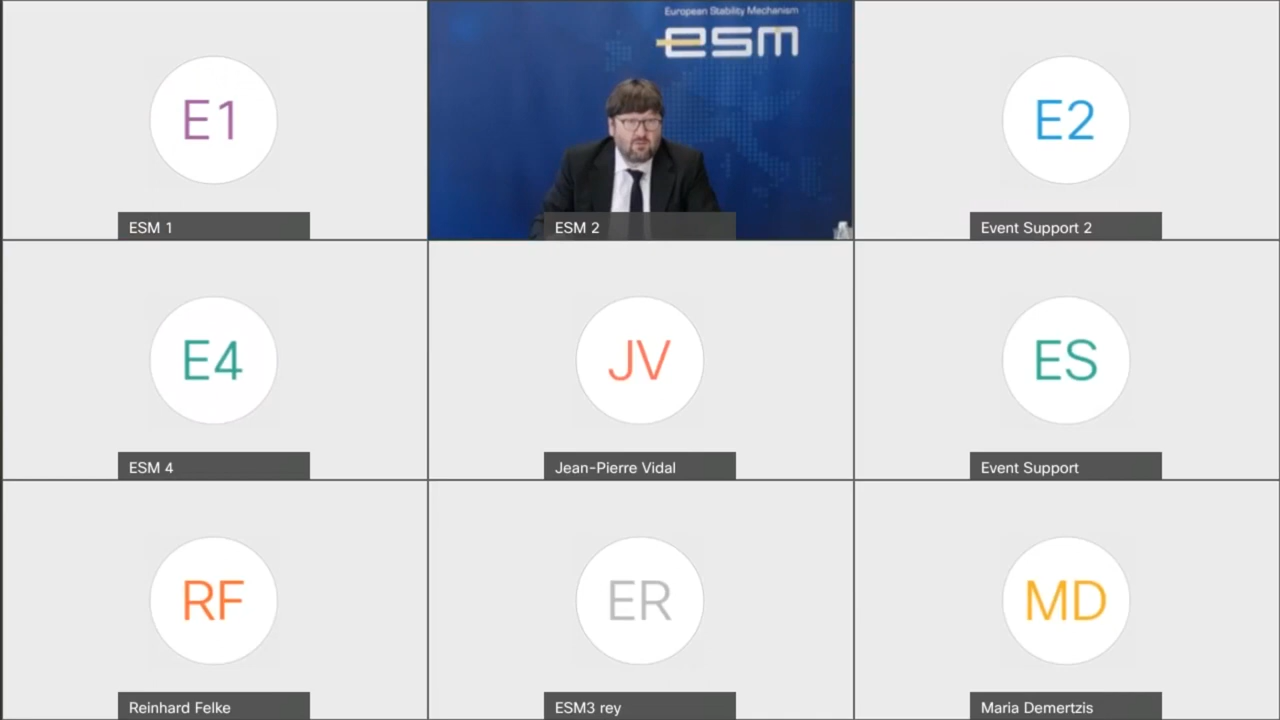 E1
ESM 1
European Stability Mechanism
esm
ESM 2
E2
Event Support 2
E4
ESM 4
JV
Jean-Pierre Vidal
ES
Event Support
RF
Reinhard Felke
ER
ESM3 rey
MD
Maria Demertzis